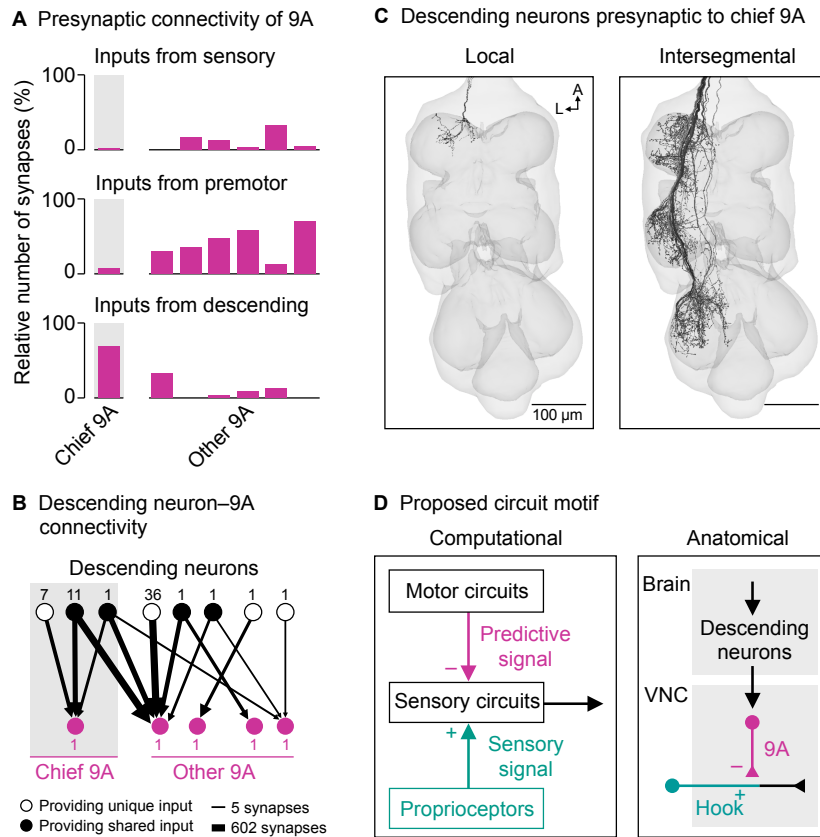 A Presynaptic connectivity of 9A
Inputs from sensory
100
0
Inputs from premotor
100
0
Inputs from descending
100
0
Relative number of synapses (%)
Chief 9A
Other 9A
B Descending neuron–9A
connectivity
Descending neurons
7 11 1 36 1 1 1 1
1 1 1 1 1
Chief 9A Other 9A
Providing unique input 5 synapses
Providing shared input 602 synapses
C Descending neurons presynaptic to chief 9A
Local Intersegmental
A
L
100 µm
D Proposed circuit motif
Computational
Motor circuits
– Predictive
signal
Sensory circuits
+ Sensory
signal
Proprioceptors
Anatomical
Brain
Descending
neurons
VNC
9A
–
+
Hook